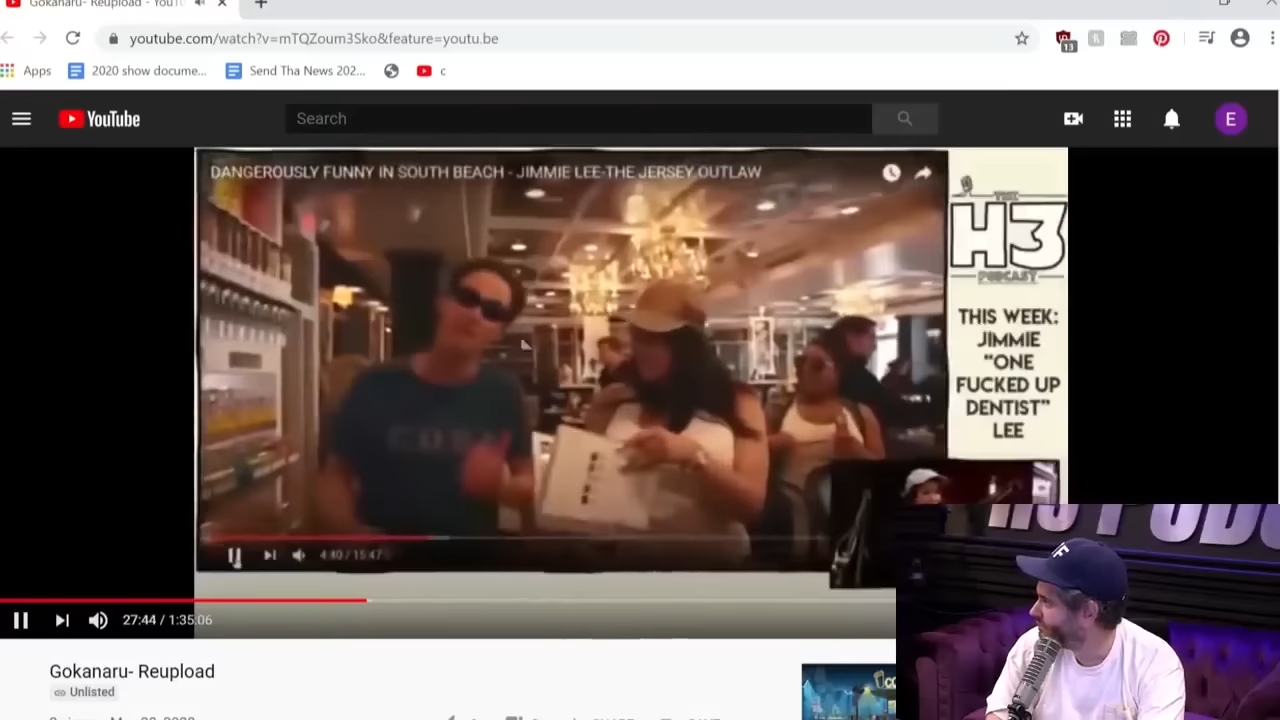 Gokanaru- Reupload - YouTu
youtube.com/watch?v=mTQZoum3Sko&feature=youtu.be
13
Apps
2020 show docume...
Send Tha News 202...
c
YouTube
Search
E
DANGEROUSLY FUNNY IN SOUTH BEACH - JIMMIE LEE-THE JERSEY OUTLAW
THE
H3
PODCAST
THIS WEEK:
JIMMIE
"ONE
FUCKED UP
DENTIST"
LEE
4:40 / 15:47
27:44 / 1:35:06
Gokanaru- Reupload
Unlisted